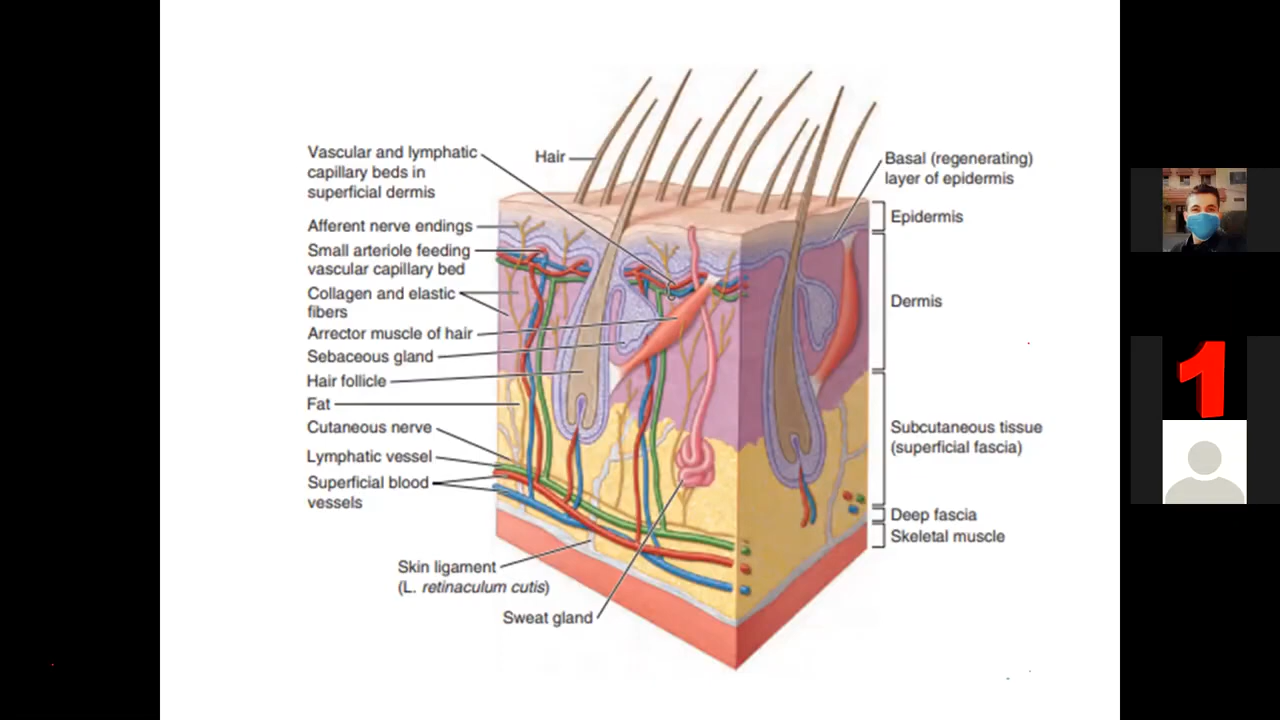 Vascular and lymphatic
capillary beds in
superficial dermis
Afferent nerve endings
Small arteriole feeding
vascular capillary bed
Collagen and elastic
fibers
Arrector muscle of hair
Sebaceous gland
Hair follicle
Fat
Cutaneous nerve
Lymphatic vessel
Superficial blood
vessels
Skin ligament
(L. retinaculum cutis)
Sweat gland
Hair
Basal (regenerating)
layer of epidermis
Epidermis
Dermis
Subcutaneous tissue
(superficial fascia)
Deep fascia
Skeletal muscle
1